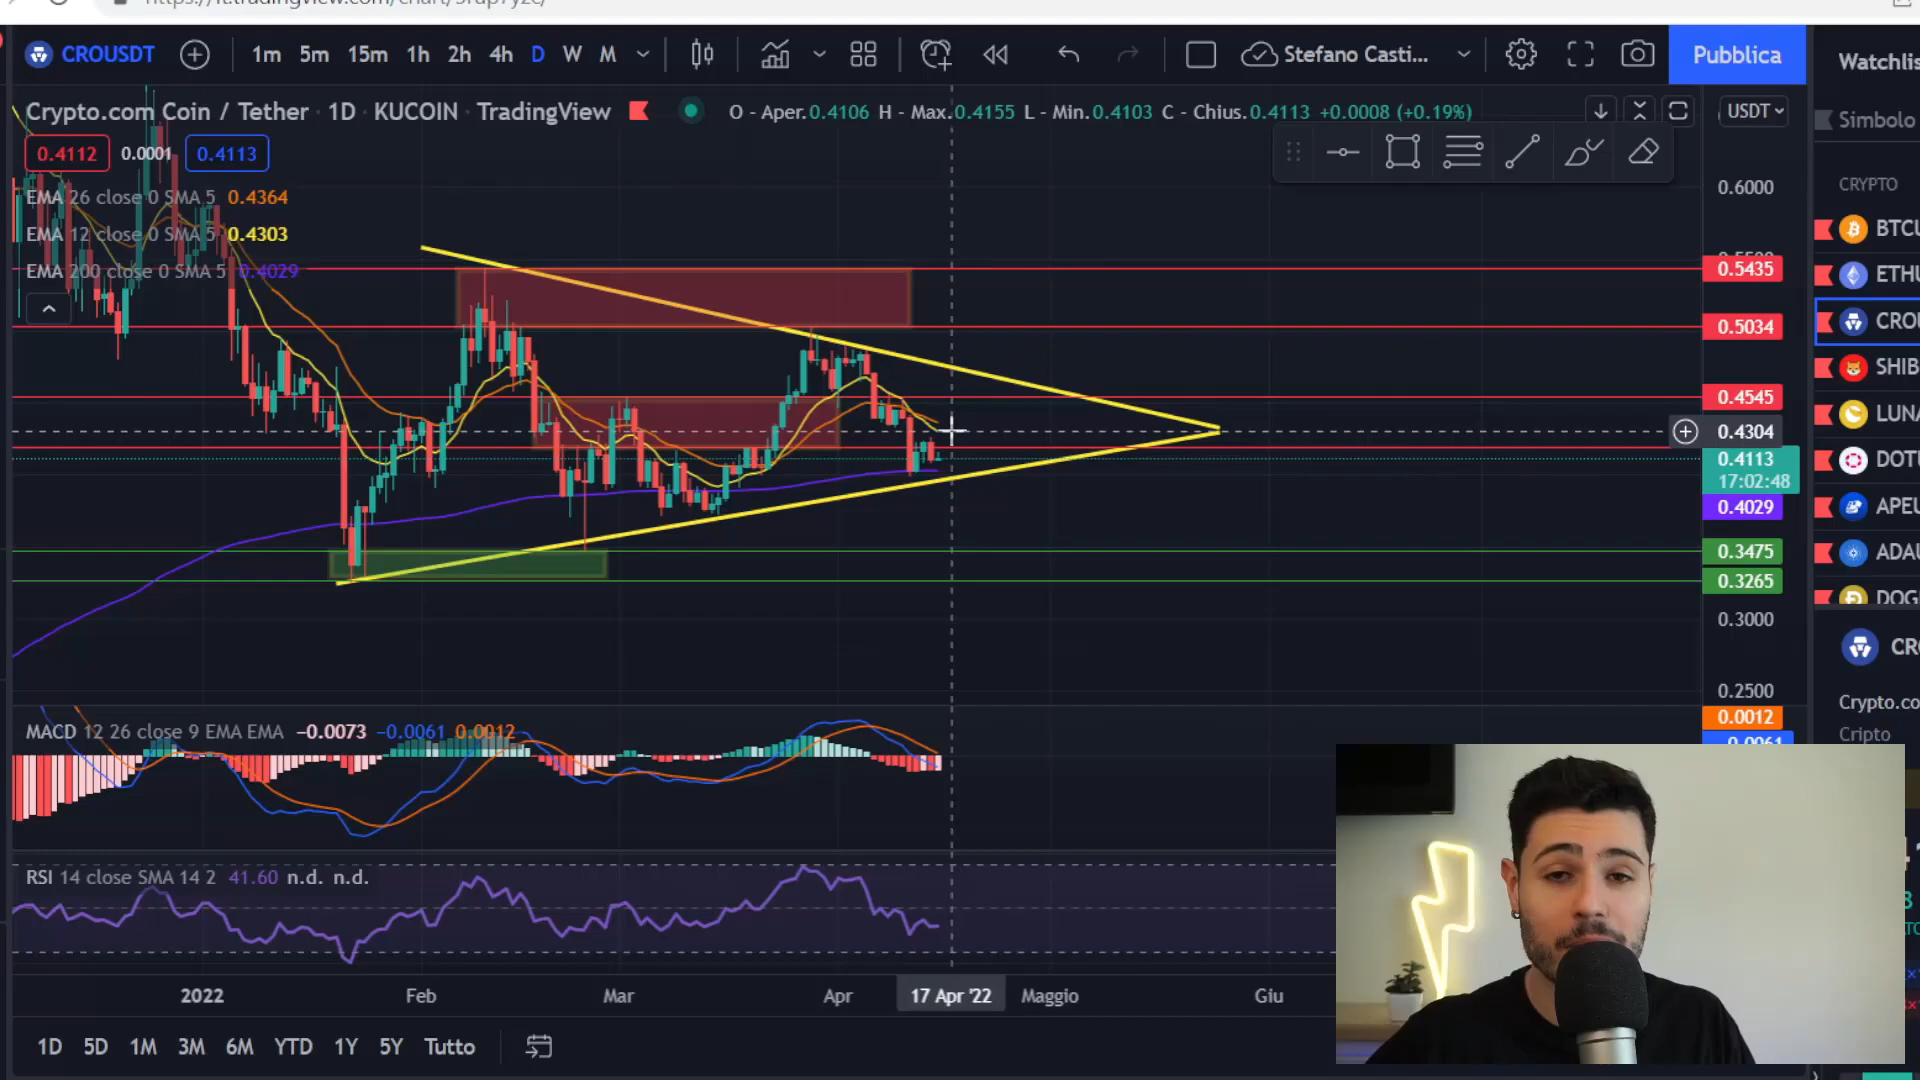 CROUSDT 1m 5m 15m 1h 2h 4h D W M Stefano Casti... Pubblica
Watchlis
Crypto.com Coin / Tether · 1D · KUCOIN · TradingView O - Aper.0.4106 H - Max.0.4155 L - Min.0.4103 C - Chius.0.4113 +0.0008 (+0.19%) USDT
Simbolo
0.4112 0.0001 0.4113
EMA 26 close 0 SMA 5 0.4364
EMA 12 close 0 SMA 5 0.4303
EMA 200 close 0 SMA 5 0.4029
0.6000
0.5435
0.5034
0.4545
0.4304
0.4113
17:02:48
0.4029
0.3475
0.3265
0.3000
0.2500
0.0012
CRYPTO
BTCU
ETHU
CROU
SHIB
LUNA
DOTU
APEU
ADAU
DOG
CR
Crypto.co
Cripto
MACD 12 26 close 9 EMA EMA −0.0073 −0.0061 0.0012
RSI 14 close SMA 14 2 41.60 n.d. n.d.
2022 Feb Mar Apr 17 Apr '22 Maggio Giu
1D 5D 1M 3M 6M YTD 1Y 5Y Tutto